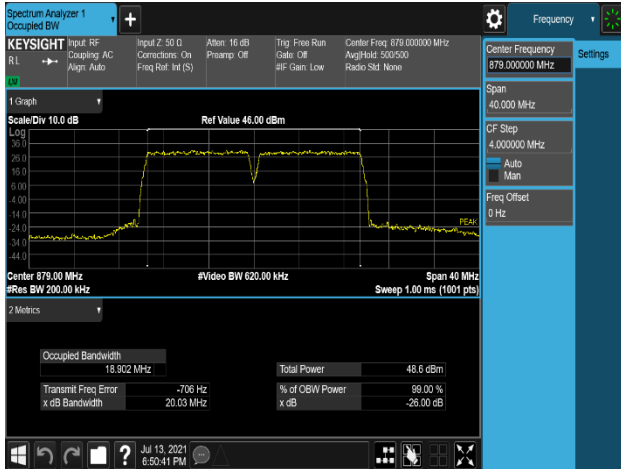 Spectrum Analyzer 1
Occupied BW
+
Frequency
KEYSIGHT
R L
Input: RF
Coupling: AC
Align: Auto
Input Z: 50 Ω
Corrections: On
Freq Ref: Int (S)
Atten: 16 dB
Preamp: Off
Trig: Free Run
Gate: Off
#IF Gain: Low
Center Freq: 879.000000 MHz
Avg|Hold: 500/500
Radio Std: None
Center Frequency
879.000000 MHz
Settings
Span
40.000 MHz
CF Step
4.000000 MHz
Auto
Man
Freq Offset
0 Hz
1 Graph
Scale/Div 10.0 dB
Ref Value 46.00 dBm
Log
36.0
26.0
16.0
6.00
-4.00
-14.0
-24.0
-34.0
-44.0
PEAK
Center 879.00 MHz
#Video BW 620.00 kHz
Span 40 MHz
#Res BW 200.00 kHz
Sweep 1.00 ms (1001 pts)
2 Metrics
Occupied Bandwidth
18.902 MHz
Total Power 48.6 dBm
Transmit Freq Error -706 Hz
% of OBW Power 99.00 %
x dB Bandwidth 20.03 MHz
x dB -26.00 dB
?
Jul 13, 2021
6:50:41 PM